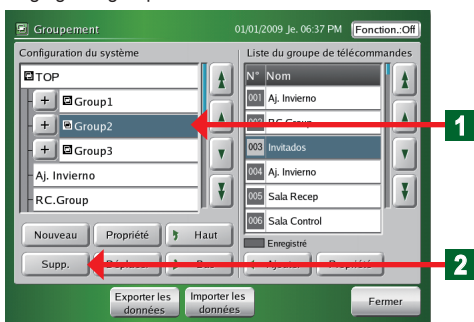 Groupement 01/01/2009 Je. 06:37 PM Fonction.:Off
Configuration du système
Liste du groupe de télécommandes
TOP
+ Group1
+ Group2
+ Group3
Aj. Invierno
RC.Group
N° Nom
001 Aj. Invierno
003 Invitados
004 Aj. Invierno
005 Sala Recep
006 Sala Control
Enregistré
1
Nouveau Propriété Haut
Supp.
2
Exporter les données
Importer les données
Fermer